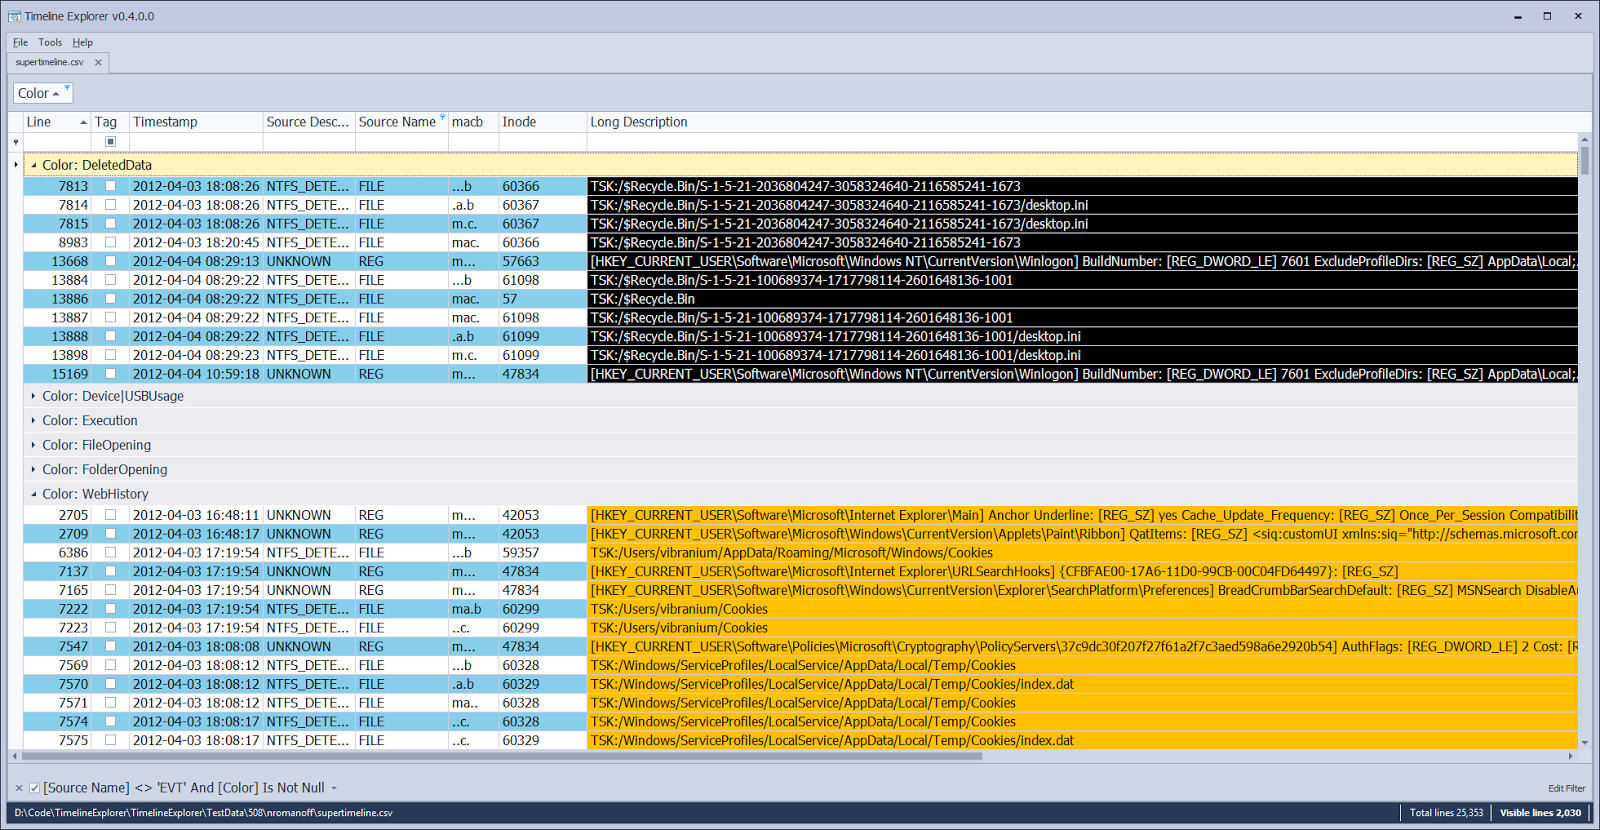 Timeline Explorer v0.4.0.0
File Tools Help
supertimeline.csv
Color
Line Tag Timestamp Source Desc... Source Name macb Inode Long Description
Color: DeletedData
7813 2012-04-03 18:08:26 NTFS_DETE... FILE ...b 60366 TSK:/$Recycle.Bin/S-1-5-21-2036804247-3058324640-2116585241-1673
7814 2012-04-03 18:08:26 NTFS_DETE... FILE .a.b 60367 TSK:/$Recycle.Bin/S-1-5-21-2036804247-3058324640-2116585241-1673/desktop.ini
7815 2012-04-03 18:08:26 NTFS_DETE... FILE m.c. 60367 TSK:/$Recycle.Bin/S-1-5-21-2036804247-3058324640-2116585241-1673/desktop.ini
8983 2012-04-03 18:20:45 NTFS_DETE... FILE mac. 60366 TSK:/$Recycle.Bin/S-1-5-21-2036804247-3058324640-2116585241-1673
13668 2012-04-04 08:29:13 UNKNOWN REG m... 57663 [HKEY_CURRENT_USER\Software\Microsoft\Windows NT\CurrentVersion\Winlogon] BuildNumber: [REG_DWORD_LE] 7601 ExcludeProfileDirs: [REG_SZ] AppData\Local;
13884 2012-04-04 08:29:22 NTFS_DETE... FILE ...b 61098 TSK:/$Recycle.Bin/S-1-5-21-100689374-1717798114-2601648136-1001
13886 2012-04-04 08:29:22 NTFS_DETE... FILE mac. 57 TSK:/$Recycle.Bin
13887 2012-04-04 08:29:22 NTFS_DETE... FILE mac. 61098 TSK:/$Recycle.Bin/S-1-5-21-100689374-1717798114-2601648136-1001
13888 2012-04-04 08:29:22 NTFS_DETE... FILE .a.b 61099 TSK:/$Recycle.Bin/S-1-5-21-100689374-1717798114-2601648136-1001/desktop.ini
13898 2012-04-04 08:29:23 NTFS_DETE... FILE m.c. 61099 TSK:/$Recycle.Bin/S-1-5-21-100689374-1717798114-2601648136-1001/desktop.ini
15169 2012-04-04 10:59:18 UNKNOWN REG m... 47834 [HKEY_CURRENT_USER\Software\Microsoft\Windows NT\CurrentVersion\Winlogon] BuildNumber: [REG_DWORD_LE] 7601 ExcludeProfileDirs: [REG_SZ] AppData\Local;
Color: Device|USBUsage
Color: Execution
Color: FileOpening
Color: FolderOpening
Color: WebHistory
2705 2012-04-03 16:48:11 UNKNOWN REG m... 42053 [HKEY_CURRENT_USER\Software\Microsoft\Internet Explorer\Main] Anchor Underline: [REG_SZ] yes Cache_Update_Frequency: [REG_SZ] Once_Per_Session Compatibilit
2709 2012-04-03 16:48:17 UNKNOWN REG m... 42053 [HKEY_CURRENT_USER\Software\Microsoft\Windows\CurrentVersion\Applets\Paint\Ribbon] QatItems: [REG_SZ] <siq:customUI xmlns:siq="http://schemas.microsoft.co
6386 2012-04-03 17:19:54 NTFS_DETE... FILE ...b 59357 TSK:/Users/vibranium/AppData/Roaming/Microsoft/Windows/Cookies
7137 2012-04-03 17:19:54 UNKNOWN REG m... 47834 [HKEY_CURRENT_USER\Software\Microsoft\Internet Explorer\URLSearchHooks] {CFBFAE00-17A6-11D0-99CB-00C04FD64497}: [REG_SZ]
7165 2012-04-03 17:19:54 UNKNOWN REG m... 47834 [HKEY_CURRENT_USER\Software\Microsoft\Windows\CurrentVersion\Explorer\SearchPlatform\Preferences] BreadCrumbBarSearchDefault: [REG_SZ] MSNSearch DisableA
7222 2012-04-03 17:19:54 NTFS_DETE... FILE ma.b 60299 TSK:/Users/vibranium/Cookies
7223 2012-04-03 17:19:54 NTFS_DETE... FILE ..c. 60299 TSK:/Users/vibranium/Cookies
7547 2012-04-03 18:08:08 UNKNOWN REG m... 47834 [HKEY_CURRENT_USER\Software\Policies\Microsoft\Cryptography\PolicyServers\37c9dc30f207f27f61a2f7c3aed598a6e2920b54] AuthFlags: [REG_DWORD_LE] 2 Cost: [R
7569 2012-04-03 18:08:12 NTFS_DETE... FILE ...b 60328 TSK:/Windows/ServiceProfiles/LocalService/AppData/Local/Temp/Cookies
7570 2012-04-03 18:08:12 NTFS_DETE... FILE .a.b 60329 TSK:/Windows/ServiceProfiles/LocalService/AppData/Local/Temp/Cookies/index.dat
7571 2012-04-03 18:08:12 NTFS_DETE... FILE ma.. 60328 TSK:/Windows/ServiceProfiles/LocalService/AppData/Local/Temp/Cookies
7574 2012-04-03 18:08:17 NTFS_DETE... FILE ..c. 60328 TSK:/Windows/ServiceProfiles/LocalService/AppData/Local/Temp/Cookies
7575 2012-04-03 18:08:17 NTFS_DETE... FILE ..c. 60329 TSK:/Windows/ServiceProfiles/LocalService/AppData/Local/Temp/Cookies/index.dat
[Source Name] <> 'EVT' And [Color] Is Not Null
Edit Filter
D:\Code\TimelineExplorer\TimelineExplorer\TestData\508\nromanoff\supertimeline.csv
Total lines 25,353
Visible lines 2,030